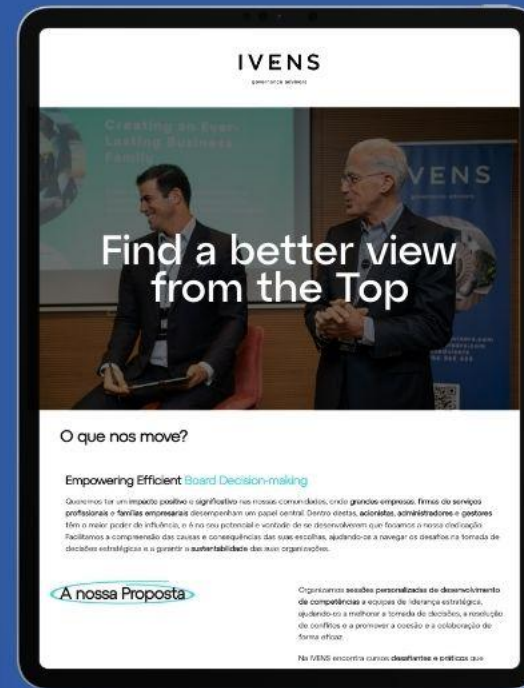 IVENS
governance advisors
Creating an Ever-
Lasting Business
Family
VENS
Find a better view
from the Top
O que nos move?
Empowering Efficient Board Decision-making
Queremos ter um impacto positivo e significativo nas nossas comunidades, onde grandes empresas, firmas de serviços
profissionais e famílias empresariais desempenham um papel central. Dentro destas, acionistas, administradores e gestores
têm o maior poder de influência, e é no seu potencial e vontade de se desenvolverem que focamos a nossa dedicação.
Facilitamos a compreensão das causas e consequências das suas escolhas, ajudando-os a navegar os desafios na tomada de
decisões estratégicas e a garantir a sustentabilidade das suas organizações.
A nossa Proposta
Organizamos sessões personalizadas de desenvolvimento
de competências a equipas de liderança estratégica,
ajudando-os a melhorar a tomada de decisões, a resolução
de conflitos e a promover a coesão e a colaboração de
forma eficaz.
Na IVENS encontra cursos desafiantes e práticos que